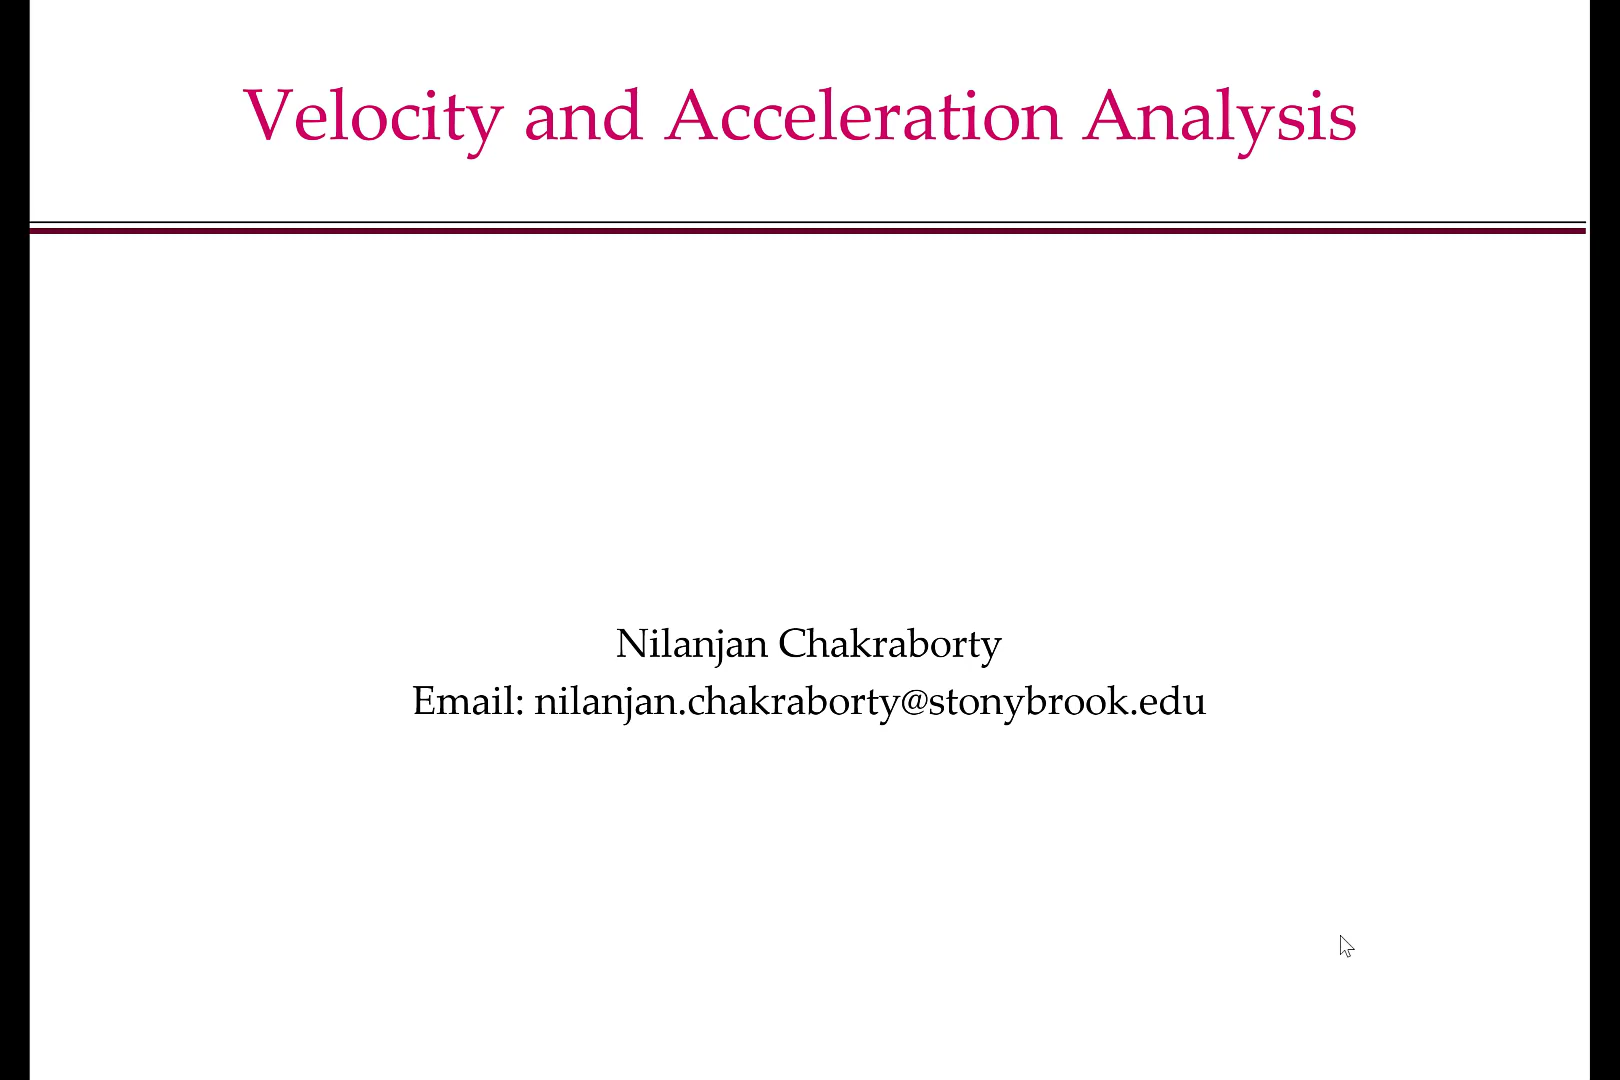 Velocity and Acceleration Analysis
Nilanjan Chakraborty
Email: nilanjan.chakraborty@stonybrook.edu